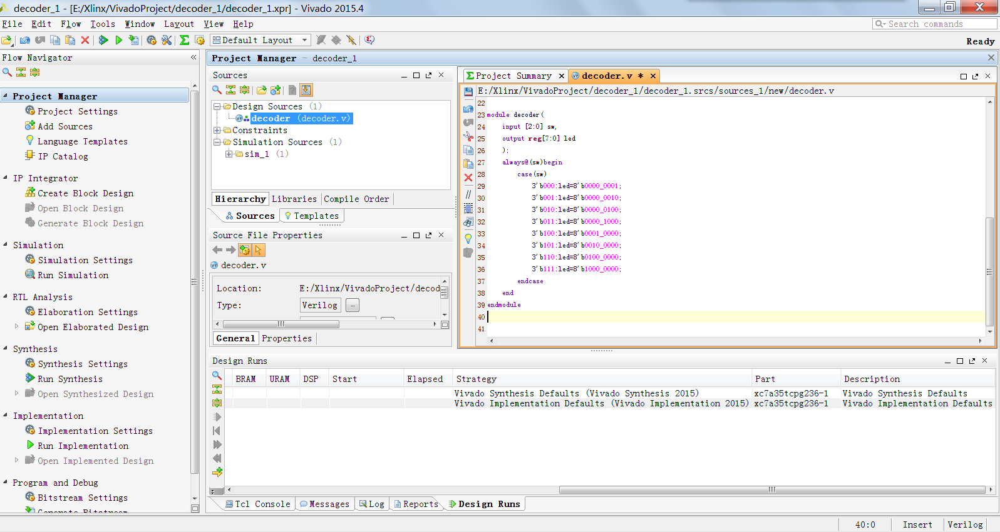 decoder_1 - [E:/Xlinx/VivadoProject/decoder_1/decoder_1.xpr] - Vivado 2015.4
File Edit Flow Tools Window Layout View Help
Search commands
Default Layout
Ready
Flow Navigator
Project Manager
Project Settings
Add Sources
Language Templates
IP Catalog
IP Integrator
Create Block Design
Open Block Design
Generate Block Design
Simulation
Simulation Settings
Run Simulation
RTL Analysis
Elaboration Settings
Open Elaborated Design
Synthesis
Synthesis Settings
Run Synthesis
Open Synthesized Design
Implementation
Implementation Settings
Run Implementation
Open Implemented Design
Program and Debug
Bitstream Settings
Generate Bitstream
Project Manager - decoder_1
Sources
Design Sources (1)
decoder (decoder.v)
Constraints
Simulation Sources (1)
sim_1 (1)
Hierarchy Libraries Compile Order
Sources Templates
Source File Properties
decoder.v
Location: E:/Xlinx/VivadoProject/decod
Type: Verilog ...
General Properties
Project Summary decoder.v *
E:/Xlinx/VivadoProject/decoder_1/decoder_1.srcs/sources_1/new/decoder.v
22
23 module decoder(
24 input [2:0] sw,
25 output reg[7:0] led
26 );
27 always@(sw)begin
28 case(sw)
29 3'b000:led=8'b0000_0001;
30 3'b001:led=8'b0000_0010;
31 3'b010:led=8'b0000_0100;
32 3'b011:led=8'b0000_1000;
33 3'b100:led=8'b0001_0000;
34 3'b101:led=8'b0010_0000;
35 3'b110:led=8'b0100_0000;
36 3'b111:led=8'b1000_0000;
37 endcase
38 end
39 endmodule
40
41
Design Runs
BRAM URAM DSP Start Elapsed Strategy Part Description
Vivado Synthesis Defaults (Vivado Synthesis 2015) xc7a35tcpg236-1 Vivado Synthesis Defaults
Vivado Implementation Defaults (Vivado Implementation 2015) xc7a35tcpg236-1 Vivado Implementation Defaults
Tcl Console Messages Log Reports Design Runs
40:0 Insert Verilog